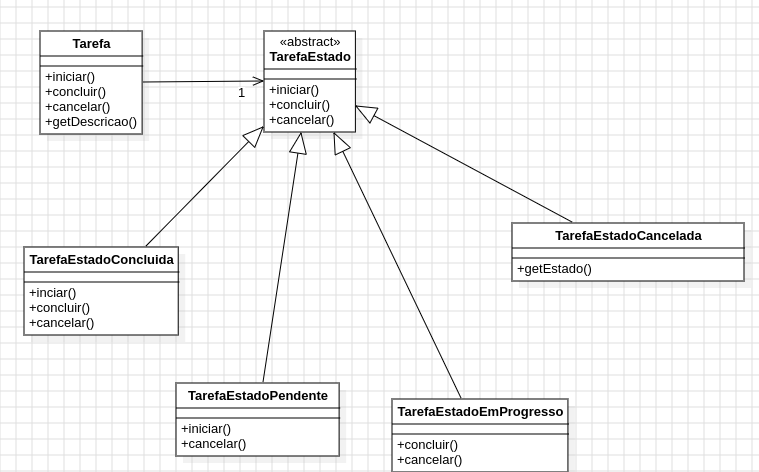 Tarefa
+iniciar()
+concluir()
+cancelar()
+getDescricao()
1
«abstract»
TarefaEstado
+iniciar()
+concluir()
+cancelar()
TarefaEstadoConcluida
+inciar()
+concluir()
+cancelar()
TarefaEstadoCancelada
+getEstado()
TarefaEstadoPendente
+iniciar()
+cancelar()
TarefaEstadoEmProgresso
+concluir()
+cancelar()